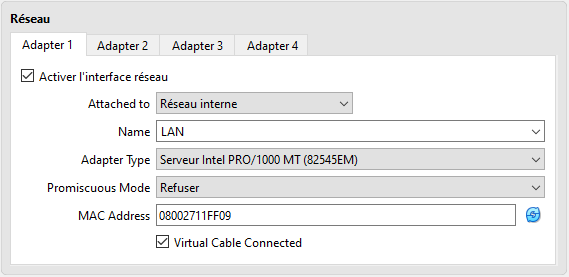 Réseau
Adapter 1 Adapter 2 Adapter 3 Adapter 4
Activer l'interface réseau
Attached to Réseau interne
Name LAN
Adapter Type Serveur Intel PRO/1000 MT (82545EM)
Promiscuous Mode Refuser
MAC Address 08002711FF09
Virtual Cable Connected